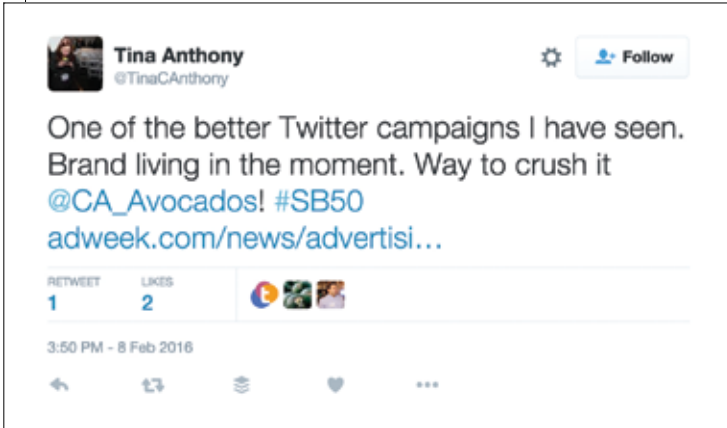 Tina Anthony
@TinaCAnthony
Follow
One of the better Twitter campaigns I have seen.
Brand living in the moment. Way to crush it
@CA_Avocados! #SB50
adweek.com/news/advertisi...
RETWEET LIKES
1 2
3:50 PM - 8 Feb 2016